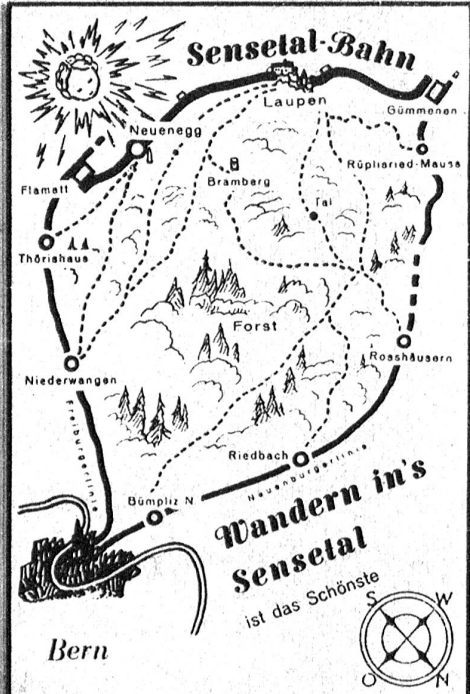 Sensetal-Bahn
Laupen
Gümmenen
Neuenegg
Rüplisried-Mauss
Flamatt
Bramberg
Tal
Thörishaus
Forst
Rosshäusern
Niederwangen
Freiburgerlinie
Riedbach
Neuenburgerlinie
Bümpliz N
Wandern in's
Sensetal
ist das Schönste
Bern
S
W
O
N